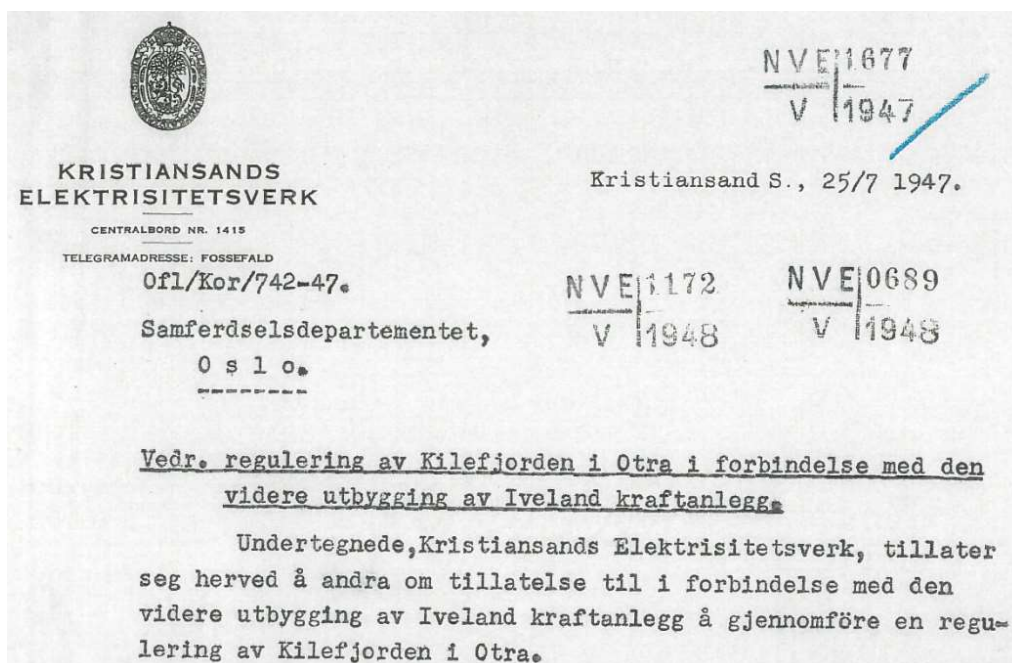 NVE 1677
V 1947
KRISTIANSANDS
ELEKTRISITETSVERK
Kristiansand S., 25/7 1947.
CENTRALBORD NR. 1415
TELEGRAMADRESSE: FOSSEFALD
Ofl/Kor/742-47.
NVE 1172
V 1948
NVE 0689
V 1948
Samferdselsdepartementet,
O s l o.
Vedr. regulering av Kilefjorden i Otra i forbindelse med den
videre utbygging av Iveland kraftanlegg.
Undertegnede,Kristiansands Elektrisitetsverk, tillater
seg herved å andra om tillatelse til i forbindelse med den
videre utbygging av Iveland kraftanlegg å gjennomföre en regu-
lering av Kilefjorden i Otra.